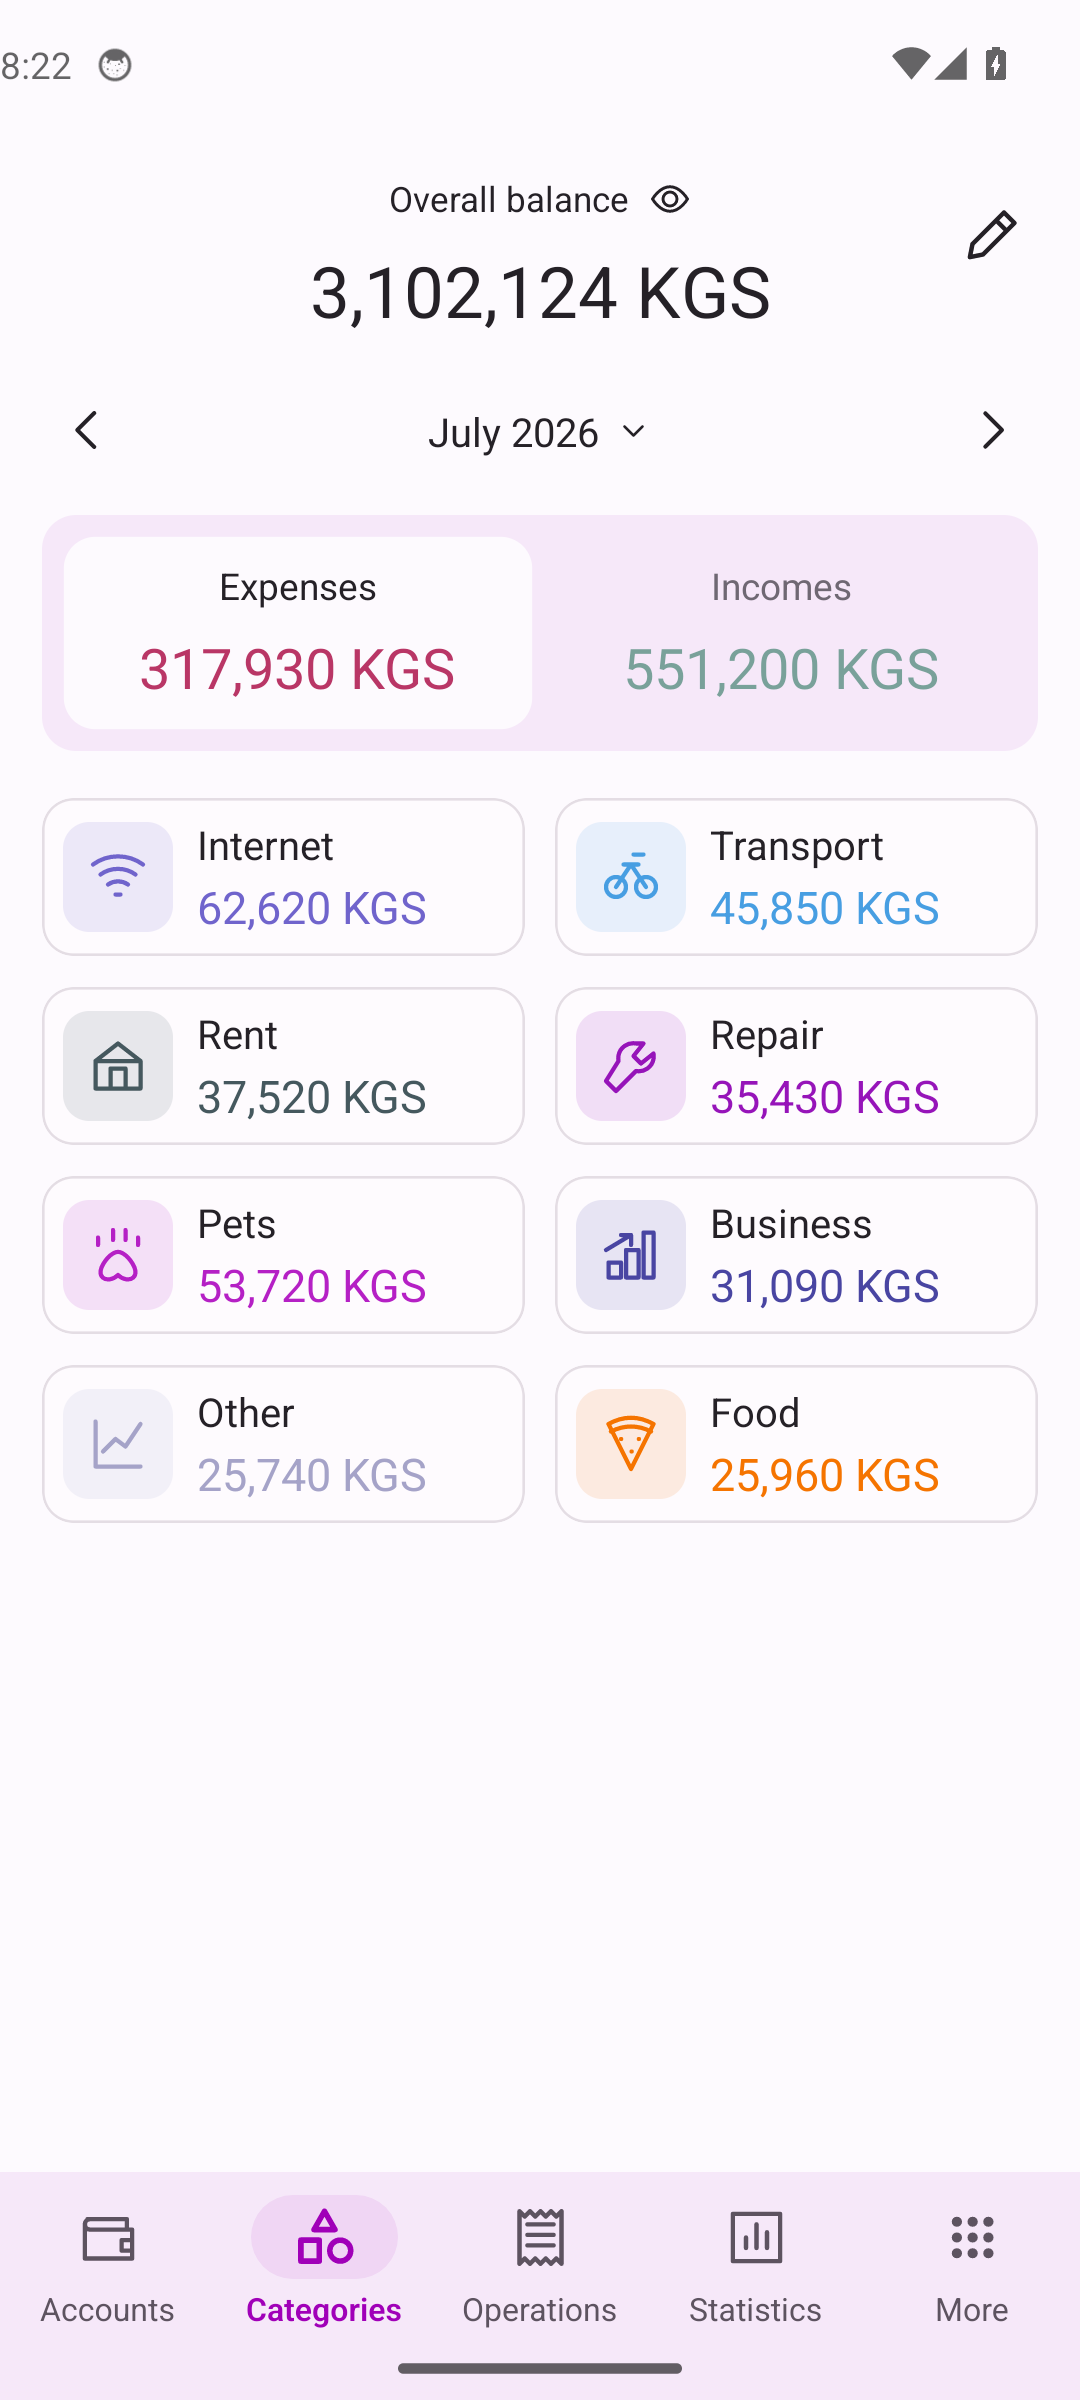 8:22
Overall balance
3,102,124 KGS
July 2026
Expenses
317,930 KGS
Incomes
551,200 KGS
Internet
62,620 KGS
Transport
45,850 KGS
Rent
37,520 KGS
Repair
35,430 KGS
Pets
53,720 KGS
Business
31,090 KGS
Other
25,740 KGS
Food
25,960 KGS
Accounts
Categories
Operations
Statistics
More